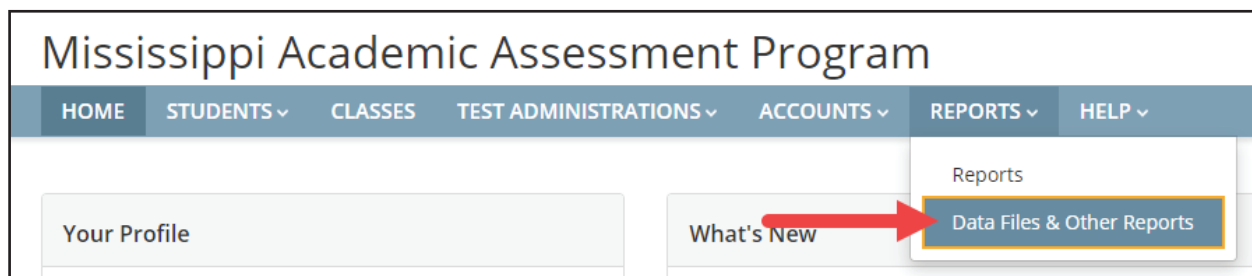 Mississippi Academic Assessment Program
HOME STUDENTS CLASSES TEST ADMINISTRATIONS ACCOUNTS REPORTS HELP
Reports
Data Files & Other Reports
Your Profile
What's New